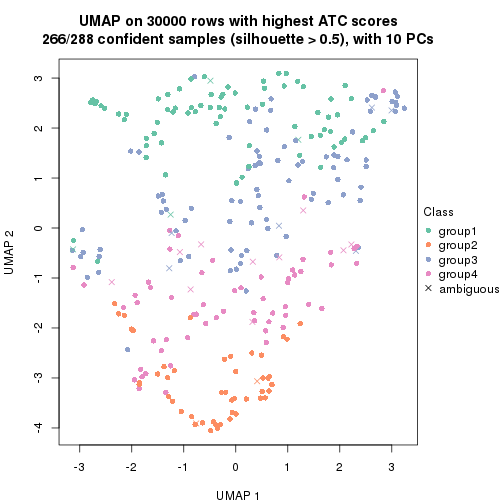 UMAP on 30000 rows with highest ATC scores
266/288 confident samples (silhouette > 0.5), with 10 PCs
3
2
1
0
-1
-2
-3
-4
UMAP 2
-3
-2
-1
0
1
2
3
UMAP 1
Class
group1
group2
group3
group4
ambiguous